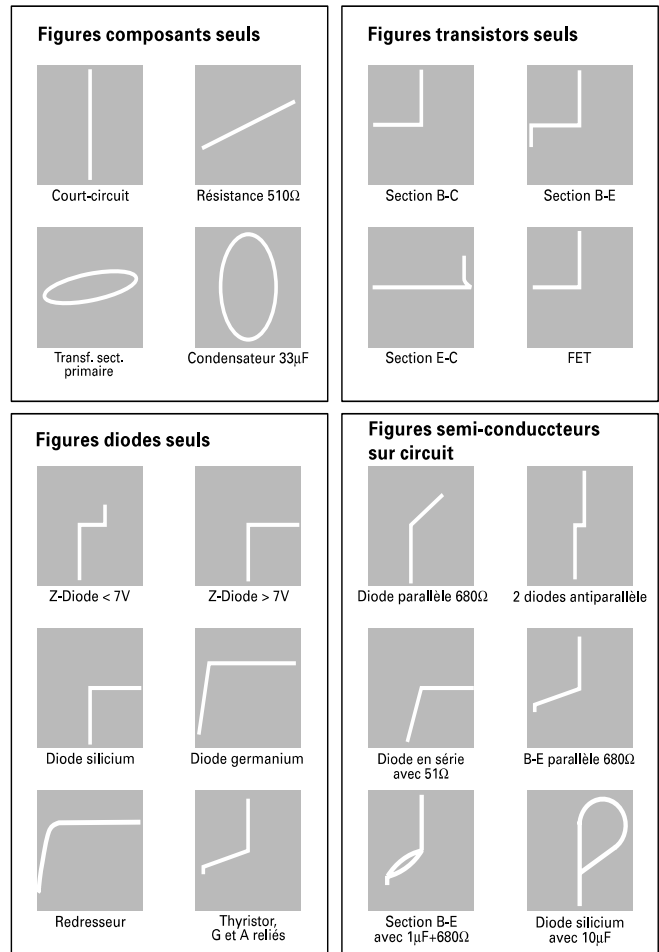 Figures composants seuls
Court-circuit
Résistance 510Ω
Transf. sect.
primaire
Condensateur 33µF
Figures transistors seuls
Section B-C
Section B-E
Section E-C
FET
Figures diodes seuls
Z-Diode < 7V
Z-Diode > 7V
Diode silicium
Diode germanium
Redresseur
Thyristor,
G et A reliés
Figures semi-conduccteurs
sur circuit
Diode parallèle 680Ω
2 diodes antiparallèle
Diode en série
avec 51Ω
B-E parallèle 680Ω
Section B-E
avec 1µF+680Ω
Diode silicium
avec 10µF